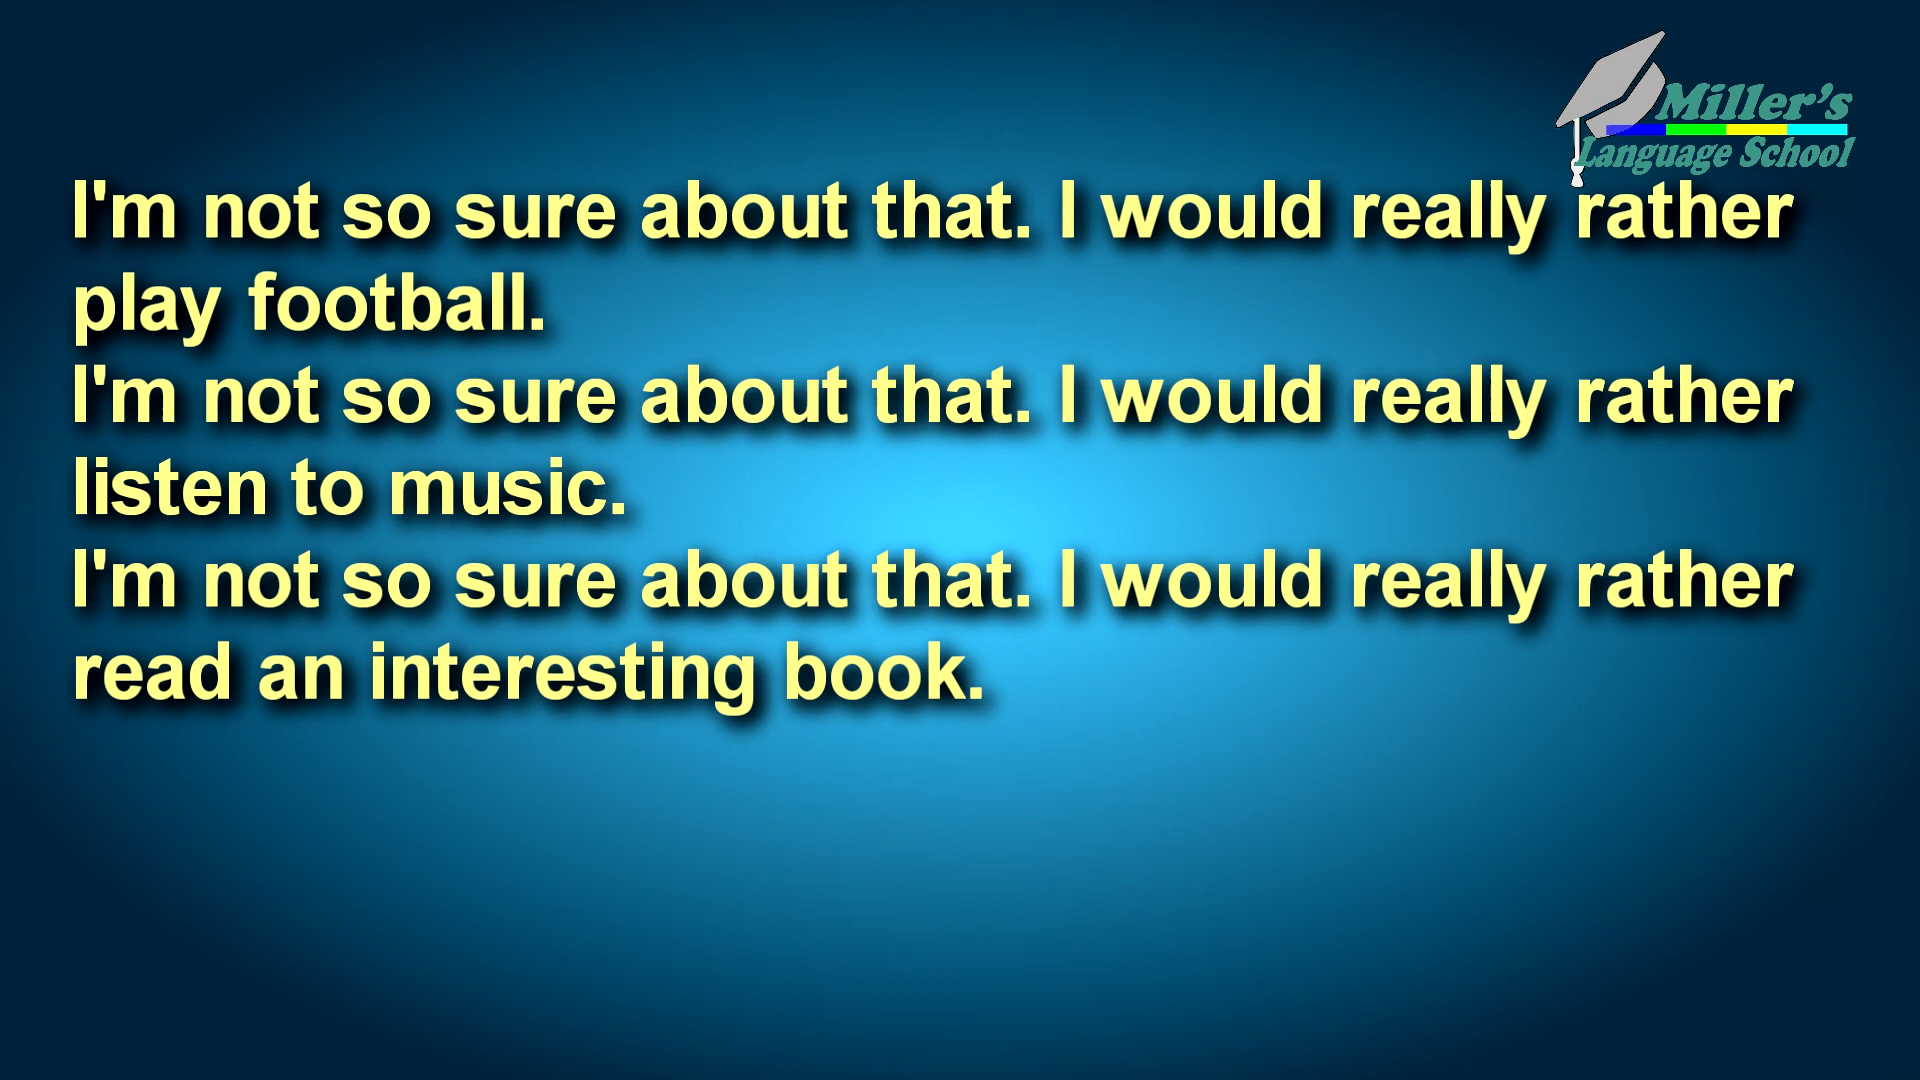 Miller's
Language School
I'm not so sure about that. I would really rather
play football.
I'm not so sure about that. I would really rather
listen to music.
I'm not so sure about that. I would really rather
read an interesting book.